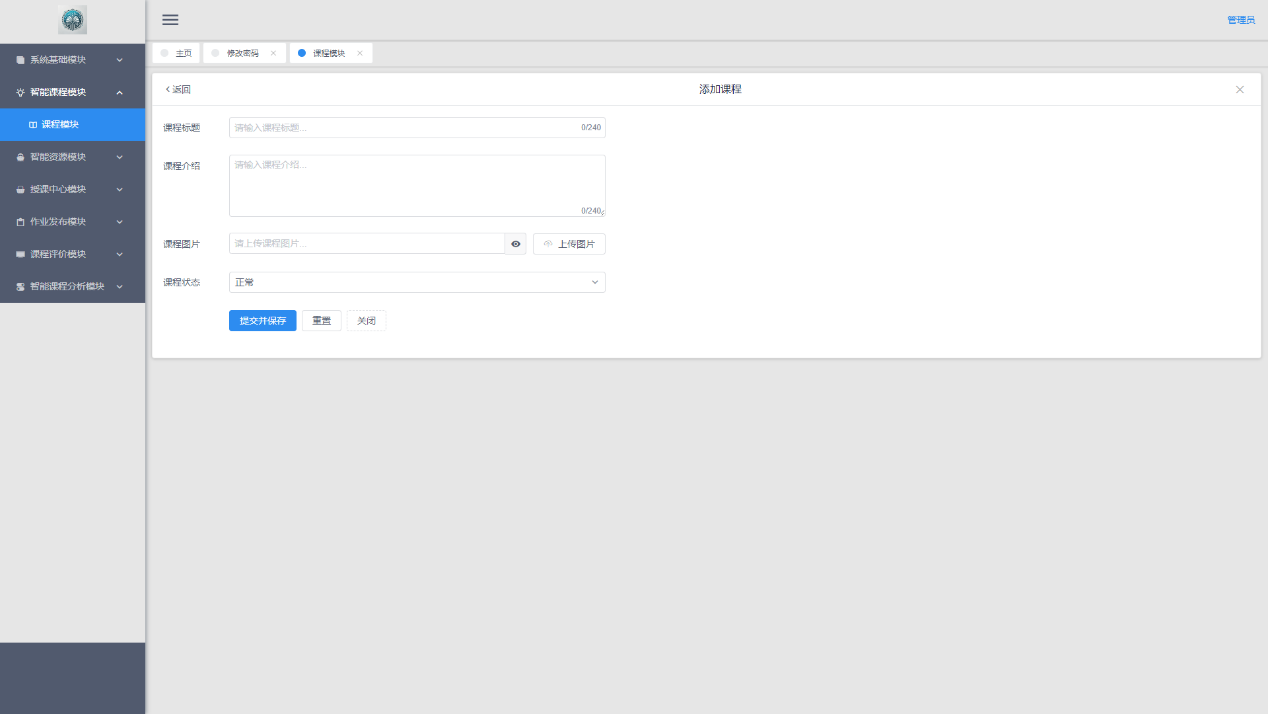 管理员
系统基础模块
智能课程模块
课程模块
智能资源模块
授课中心模块
作业发布模块
课程评价模块
智能课程分析模块
主页
修改密码
课程模块
返回
添加课程
课程标题
请输入课程标题...
0/240
课程介绍
请输入课程介绍...
0/240
课程图片
请上传课程图片...
上传图片
课程状态
正常
提交并保存
重置
关闭